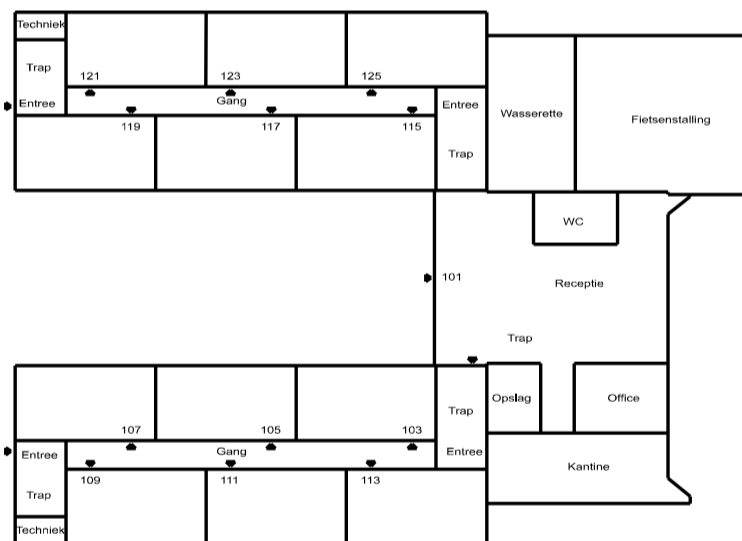 Techniek
Trap
Entree
121
123
125
Gang
119
117
115
Entree
Trap
Wasserette
Fietsenstalling
WC
101
Receptie
Trap
Opslag
Office
Kantine
107
105
103
Trap
Entree
Gang
Entree
Trap
Techniek
109
111
113